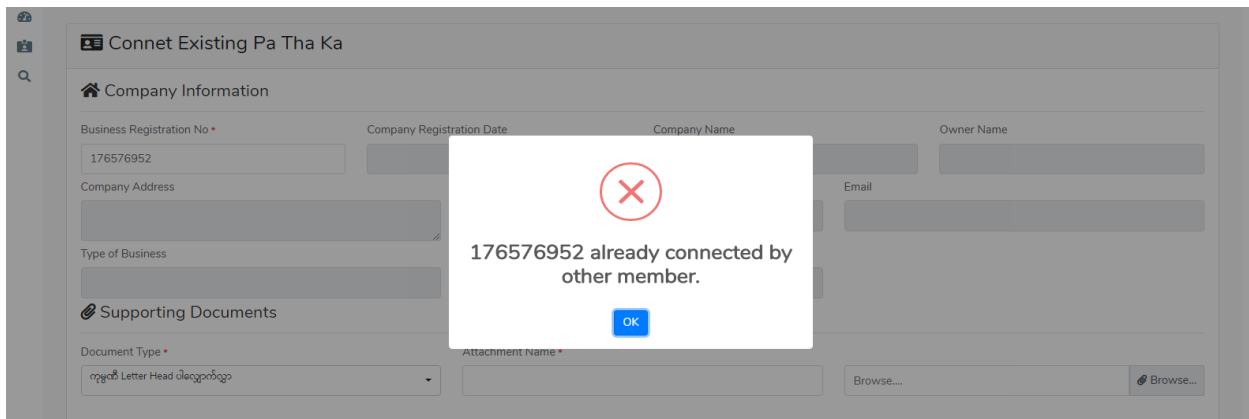 Connet Existing Pa Tha Ka
Company Information
Business Registration No *
Company Registration Date
Company Name
Owner Name
176576952
Company Address
Email
Type of Business
176576952 already connected by
other member.
OK
Supporting Documents
Document Type *
Attachment Name *
ကုမ္ပဏီ Letter Head ပါလျှောက်လွှာ
Browse....
Browse...